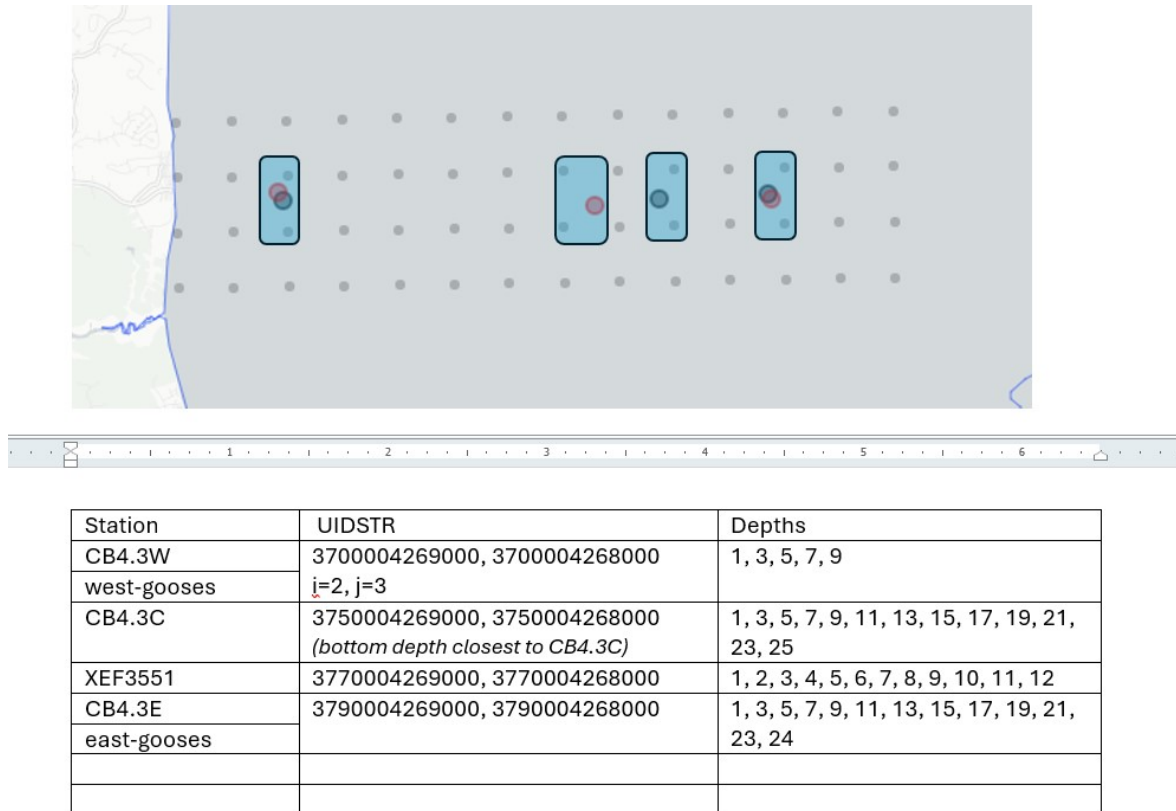 1 2 3 4 5 6
Station UIDSTR Depths
CB4.3W 3700004269000, 3700004268000 1, 3, 5, 7, 9
west-gooses i=2, j=3
CB4.3C 3750004269000, 3750004268000 1, 3, 5, 7, 9, 11, 13, 15, 17, 19, 21,
(bottom depth closest to CB4.3C) 23, 25
XEF3551 3770004269000, 3770004268000 1, 2, 3, 4, 5, 6, 7, 8, 9, 10, 11, 12
CB4.3E 3790004269000, 3790004268000 1, 3, 5, 7, 9, 11, 13, 15, 17, 19, 21,
east-gooses 23, 24